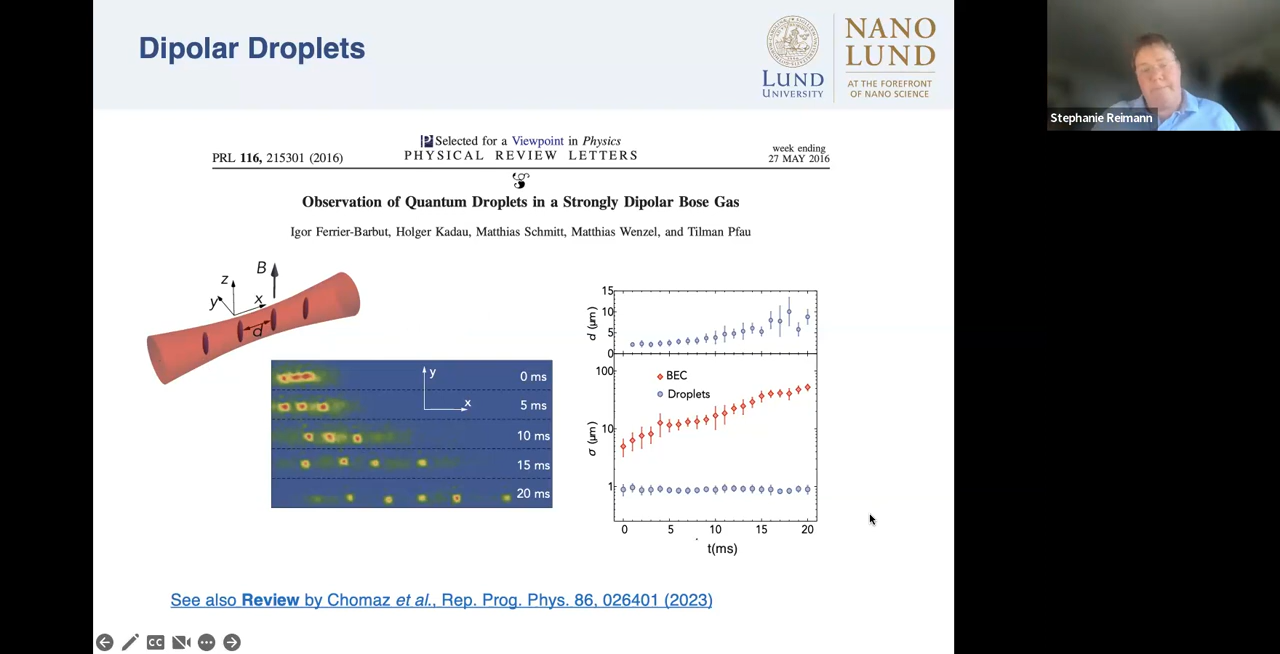 Dipolar Droplets
LUND
UNIVERSITY
NANO
LUND
AT THE FOREFRONT
OF NANO SCIENCE
Stephanie Reimann
Selected for a Viewpoint in Physics
PRL 116, 215301 (2016)
PHYSICAL REVIEW LETTERS
week ending
27 MAY 2016
Observation of Quantum Droplets in a Strongly Dipolar Bose Gas
Igor Ferrier-Barbut, Holger Kadau, Matthias Schmitt, Matthias Wenzel, and Tilman Pfau
B
z
y
x
d
y
x
0 ms
5 ms
10 ms
15 ms
20 ms
15
10
5
0
d (μm)
BEC
Droplets
100
10
1
σ (μm)
0 5 10 15 20
t(ms)
See also Review by Chomaz et al., Rep. Prog. Phys. 86, 026401 (2023)
CC